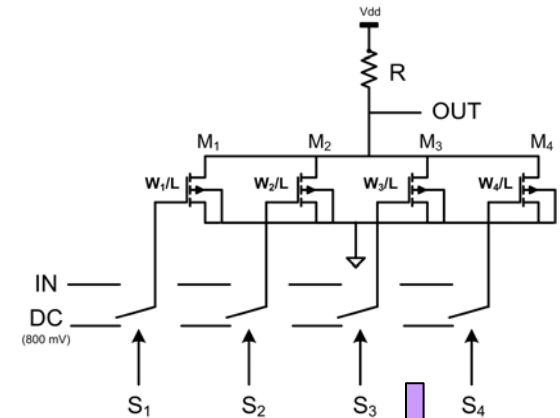 Vdd
R
OUT
M₁ M₂ M₃ M₄
W₁/L W₂/L W₃/L W₄/L
IN
DC
(800 mV)
S₁ S₂ S₃ S₄